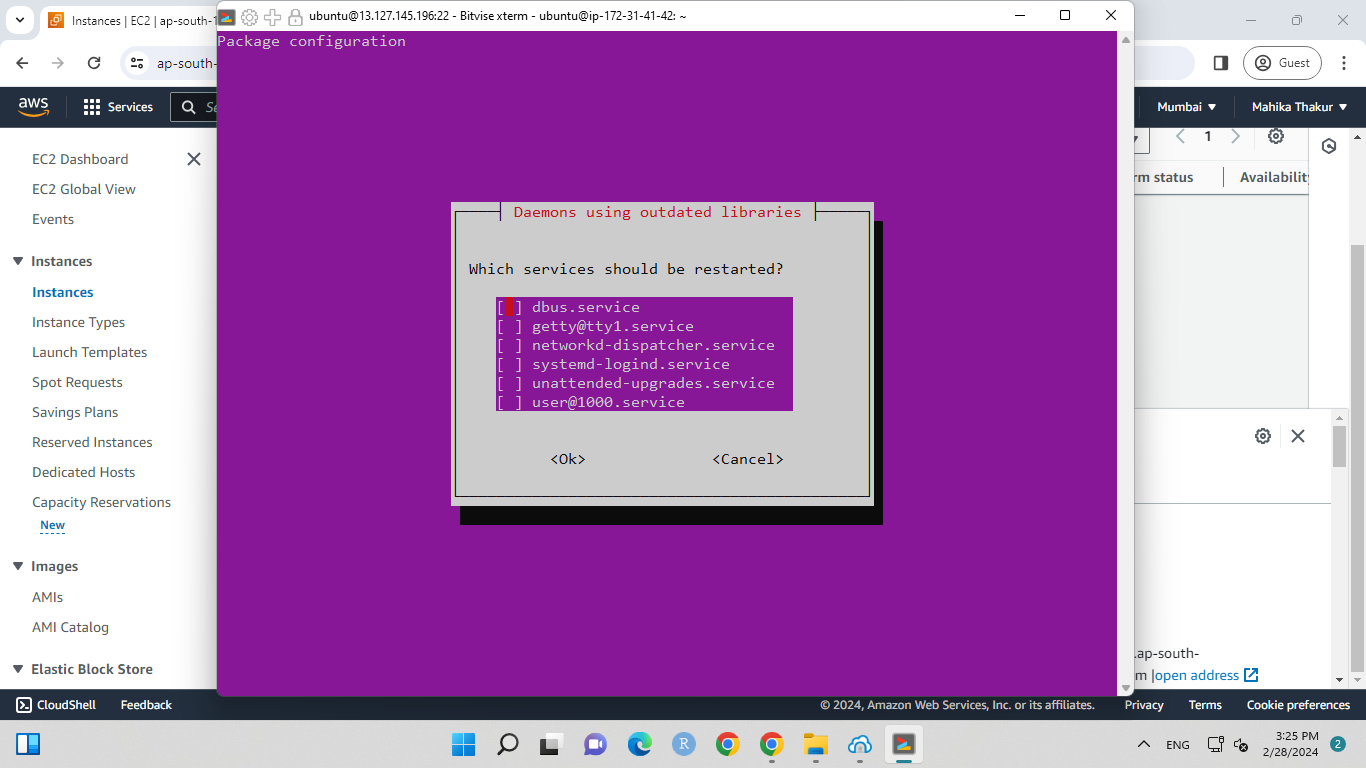 Instances | EC2 | ap-south-1
ubuntu@13.127.145.196:22 - Bitvise xterm - ubuntu@ip-172-31-41-42: ~
ap-south-
Guest
aws
Services
Mumbai
Mahika Thakur
Package configuration
EC2 Dashboard
EC2 Global View
Events
Instances
Instances
Instance Types
Launch Templates
Spot Requests
Savings Plans
Reserved Instances
Dedicated Hosts
Capacity Reservations
New
Images
AMIs
AMI Catalog
Elastic Block Store
Daemons using outdated libraries
Which services should be restarted?
[ ] dbus.service
[ ] getty@tty1.service
[ ] networkd-dispatcher.service
[ ] systemd-logind.service
[ ] unattended-upgrades.service
[ ] user@1000.service
<Ok> <Cancel>
1
rm status
Availability
.ap-south-
m |open address
CloudShell
Feedback
© 2024, Amazon Web Services, Inc. or its affiliates.
Privacy
Terms
Cookie preferences
R
ENG
3:25 PM
2/28/2024
2